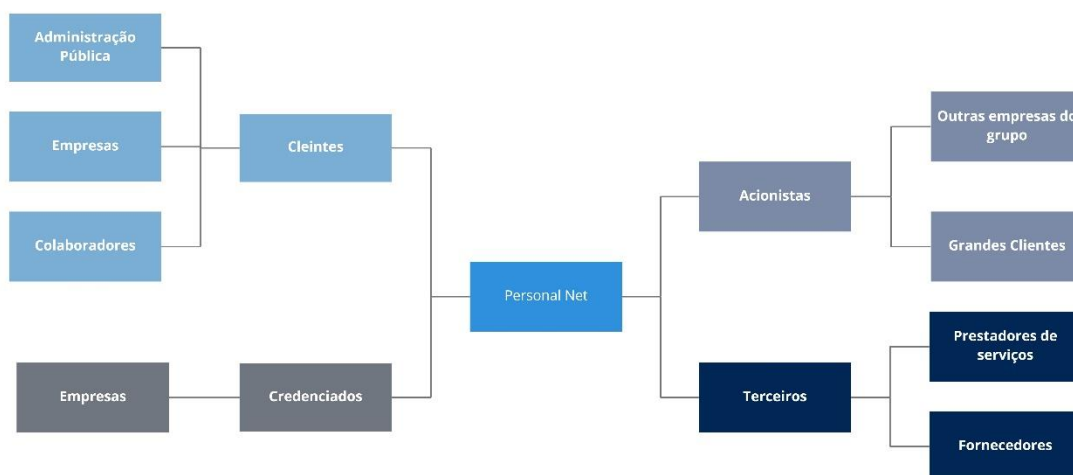 Administração
Pública
Empresas
Colaboradores
Cleintes
Empresas
Credenciados
Personal Net
Acionistas
Outras empresas do
grupo
Grandes Clientes
Terceiros
Prestadores de
serviços
Fornecedores